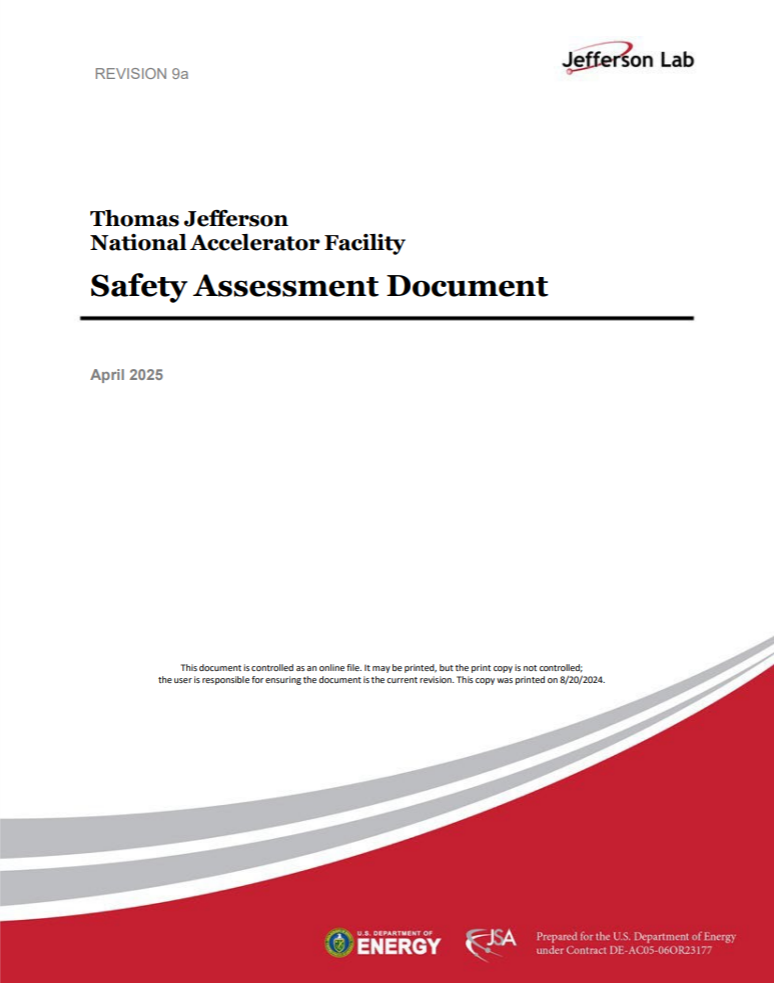 REVISION 9a
Jefferson Lab
Thomas Jefferson
National Accelerator Facility
Safety Assessment Document
April 2025
This document is controlled as an online file. It may be printed, but the print copy is not controlled;
the user is responsible for ensuring the document is the current revision. This copy was printed on 8/20/2024.
U.S. DEPARTMENT OF
ENERGY
JSA
Prepared for the U.S. Department of Energy
under Contract DE-AC05-06OR23177